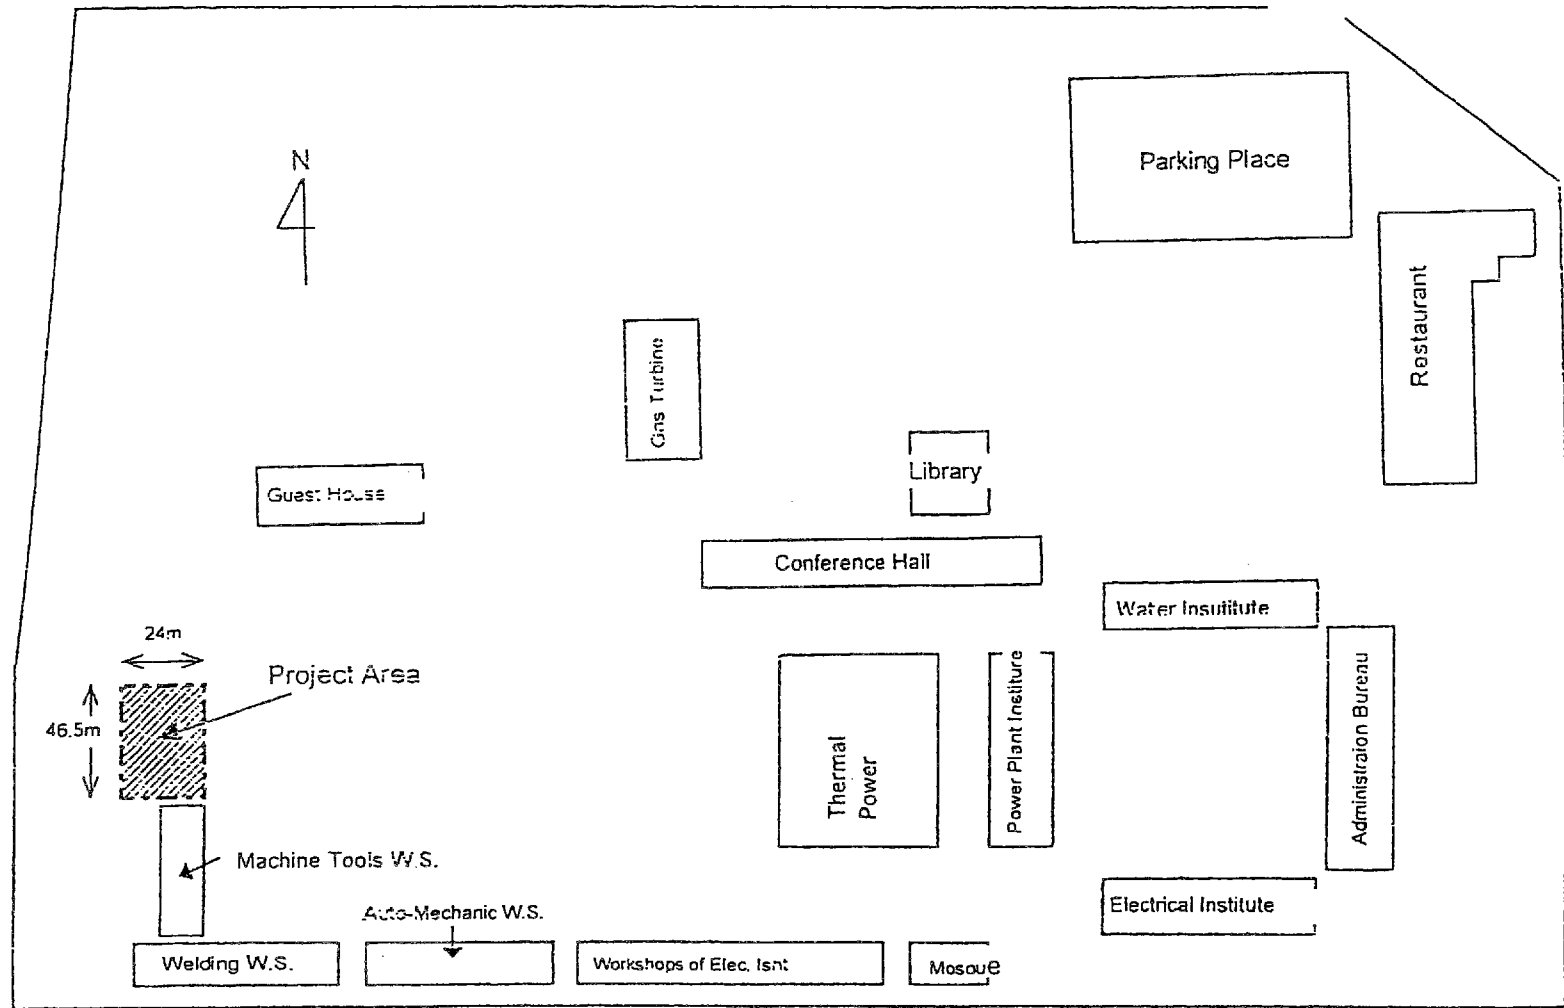 N
Parking Place
Restaurant
Gas Turbine
Library
Guest House
Conference Hall
Water Insutitute
24m
Project Area
46.5m
Thermal
Power
Power Plant Institure
Administraion Bureau
Machine Tools W.S.
Auto-Mechanic W.S.
Electrical Institute
Welding W.S.
Workshops of Elec. Isnt
Mosque